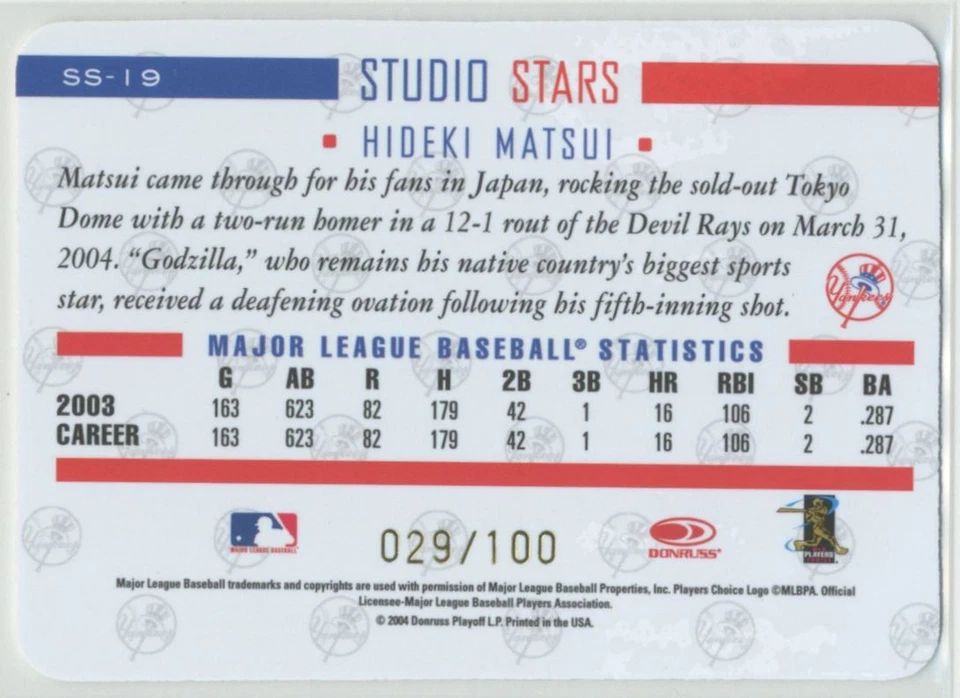 SS-19
STUDIO STARS
HIDEKI MATSUI
Matsui came through for his fans in Japan, rocking the sold-out Tokyo
Dome with a two-run homer in a 12-1 rout of the Devil Rays on March 31,
2004. "Godzilla," who remains his native country's biggest sports
star, received a deafening ovation following his fifth-inning shot.
Yankees
MAJOR LEAGUE BASEBALL® STATISTICS
G AB R H 2B 3B HR RBI SB BA
2003 163 623 82 179 42 1 16 106 2 .287
CAREER 163 623 82 179 42 1 16 106 2 .287
MAJOR LEAGUE BASEBALL
029/100
DONRUSS
PLAYERS
Major League Baseball trademarks and copyrights are used with permission of Major League Baseball Properties, Inc. Players Choice Logo ©MLBPA. Official
Licensee-Major League Baseball Players Association.
© 2004 Donruss Playoff L.P. Printed in the USA.